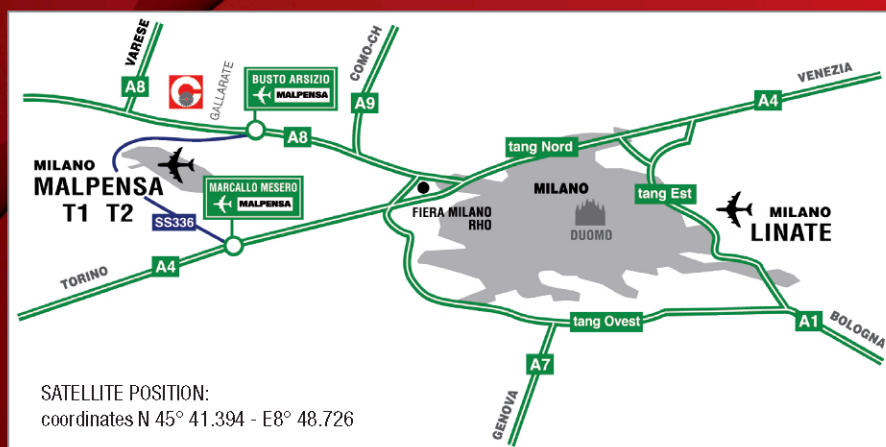 VARESE
A8
GALLARATE
BUSTO ARSIZIO
MALPENSA
COMO-CH
A9
VENEZIA
A4
A8
tang Nord
MILANO
MALPENSA
T1 T2
MARCALLO MESERO
MALPENSA
SS336
FIERA MILANO
RHO
MILANO
DUOMO
tang Est
MILANO
LINATE
TORINO
A4
tang Ovest
A1
BOLOGNA
A7
GENOVA
SATELLITE POSITION:
coordinates N 45° 41.394 - E8° 48.726